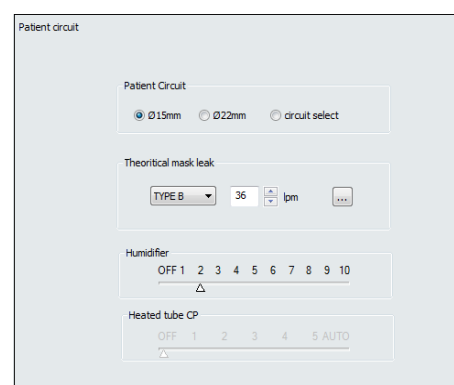 Patient circuit
Patient Circuit
Ø15mm Ø22mm circuit select
Theoritical mask leak
TYPE B 36 lpm ...
Humidifier
OFF 1 2 3 4 5 6 7 8 9 10
Heated tube CP
OFF 1 2 3 4 5 AUTO